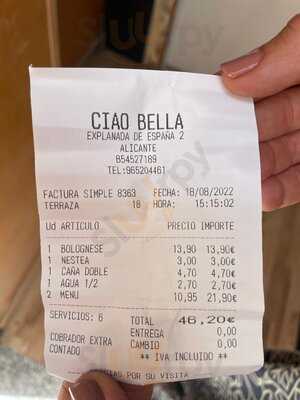 CIAO BELLA
EXPLANADA DE ESPAÑA 2
ALICANTE
B54527189
TEL:965204461
FACTURA SIMPLE 8363 FECHA: 18/08/2022
TERRAZA 18 HORA: 15:15:02
Ud ARTICULO PRECIO IMPORTE
1 BOLOGNESE 13,90 13,90€
1 NESTEA 3,00 3,00€
1 CAÑA DOBLE 4,70 4,70€
1 AGUA 1/2 2,70 2,70€
2 MENU 10,95 21,90€
SERVICIOS: 6 TOTAL 46,20€
COBRADOR EXTRA ENTREGA 0,00
CONTADO CAMBIO 0,00
** IVA INCLUIDO **
POR SU VISITA